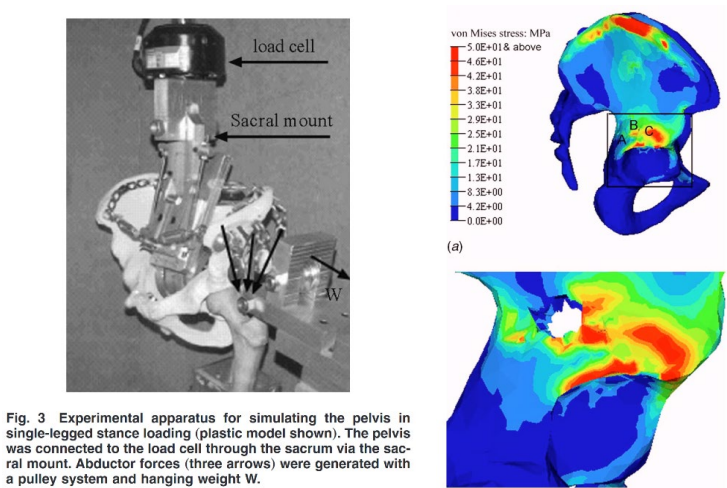 load cell
Sacral mount
W
Fig. 3 Experimental apparatus for simulating the pelvis in
single-legged stance loading (plastic model shown). The pelvis
was connected to the load cell through the sacrum via the sac-
ral mount. Abductor forces (three arrows) were generated with
a pulley system and hanging weight W.
von Mises stress: MPa
5.0E+01 & above
4.6E+01
4.2E+01
3.8E+01
3.3E+01
2.9E+01
2.5E+01
2.1E+01
1.7E+01
1.3E+01
8.3E+00
4.2E+00
0.0E+00
B
C
A
(a)